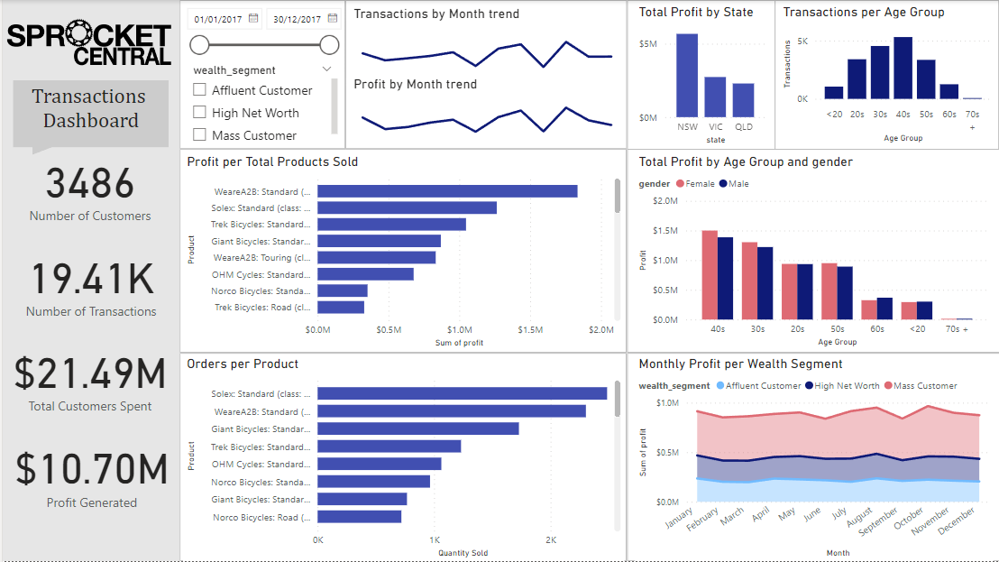 SPROCKET
CENTRAL
Transactions
Dashboard
3486
Number of Customers
19.41K
Number of Transactions
$21.49M
Total Customers Spent
$10.70M
Profit Generated
01/01/2017
30/12/2017
wealth_segment
Affluent Customer
High Net Worth
Mass Customer
Transactions by Month trend
Profit by Month trend
Total Profit by State
$5M
$0M
NSW
VIC
QLD
state
Transactions per Age Group
Transactions
5K
0K
<20
20s
30s
40s
50s
60s
70s
+
Age Group
Profit per Total Products Sold
Product
WeareA2B: Standard (...
Solex: Standard (class: ...
Trek Bicycles: Standard...
Giant Bicycles: Standar...
WeareA2B: Touring (cl...
OHM Cycles: Standard...
Norco Bicycles: Standa...
Trek Bicycles: Road (cl...
$0.0M
$0.5M
$1.0M
$1.5M
$2.0M
Sum of profit
Total Profit by Age Group and gender
gender
Female
Male
Profit
$2.0M
$1.5M
$1.0M
$0.5M
$0.0M
40s
30s
20s
50s
60s
<20
70s +
Age Group
Orders per Product
Product
Solex: Standard (class: ...
WeareA2B: Standard (...
Giant Bicycles: Standar...
Trek Bicycles: Standard...
OHM Cycles: Standard...
Norco Bicycles: Standa...
Giant Bicycles: Standar...
Norco Bicycles: Road (...
0K
1K
2K
Quantity Sold
Monthly Profit per Wealth Segment
wealth_segment
Affluent Customer
High Net Worth
Mass Customer
Sum of profit
$1.0M
$0.5M
$0.0M
January
February
March
April
May
June
July
August
September
October
November
December
Month